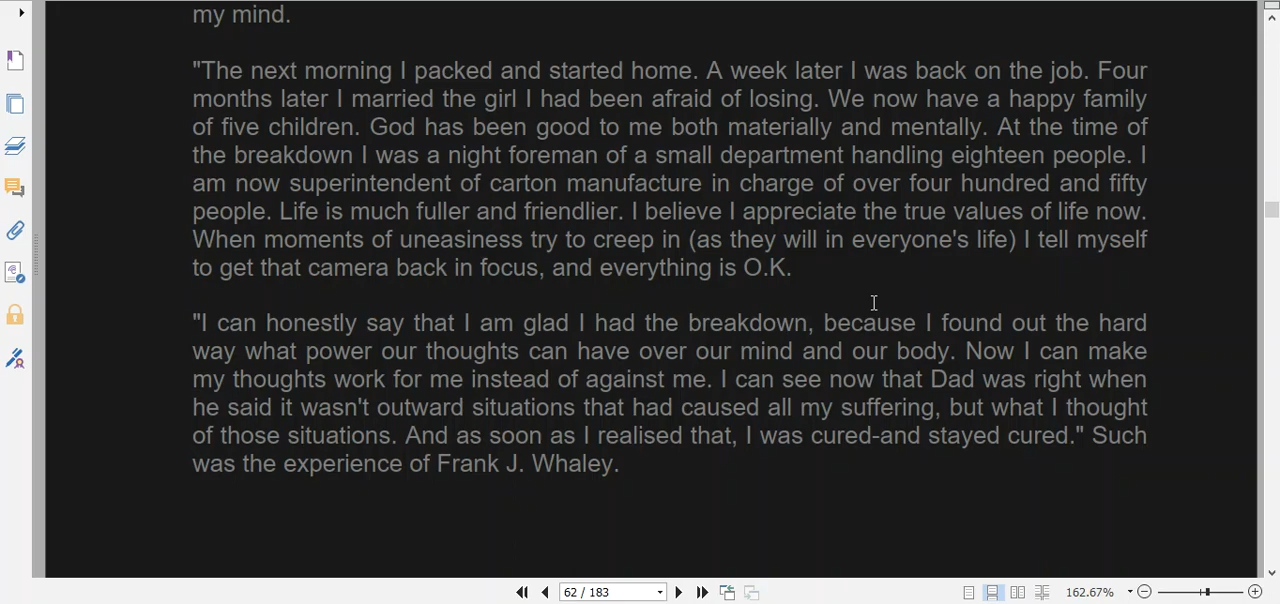 my mind.
"The next morning I packed and started home. A week later I was back on the job. Four
months later I married the girl I had been afraid of losing. We now have a happy family
of five children. God has been good to me both materially and mentally. At the time of
the breakdown I was a night foreman of a small department handling eighteen people. I
am now superintendent of carton manufacture in charge of over four hundred and fifty
people. Life is much fuller and friendlier. I believe I appreciate the true values of life now.
When moments of uneasiness try to creep in (as they will in everyone's life) I tell myself
to get that camera back in focus, and everything is O.K.
"I can honestly say that I am glad I had the breakdown, because I found out the hard
way what power our thoughts can have over our mind and our body. Now I can make
my thoughts work for me instead of against me. I can see now that Dad was right when
he said it wasn't outward situations that had caused all my suffering, but what I thought
of those situations. And as soon as I realised that, I was cured-and stayed cured." Such
was the experience of Frank J. Whaley.
62 / 183
162.67%